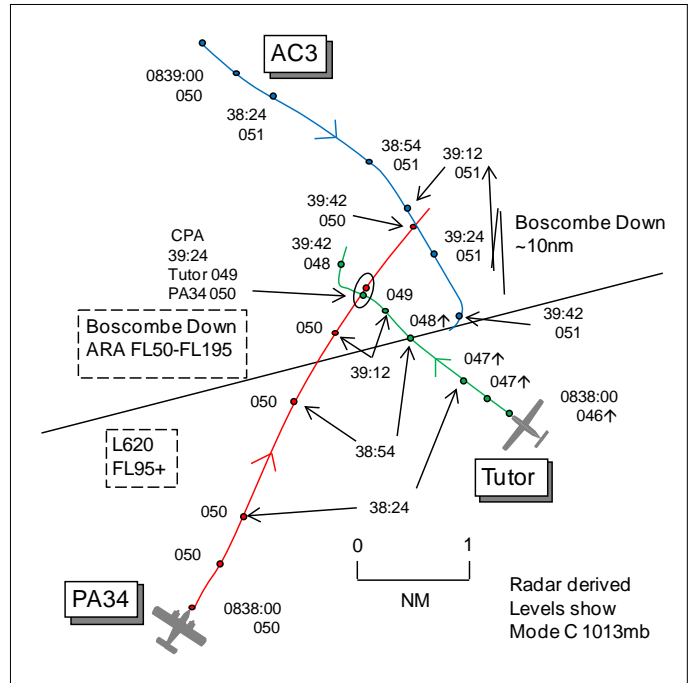 AC3
0839:00
050
38:24
051
38:54
051
39:12
051
39:42
050
Boscombe Down
~10nm
CPA
39:24
Tutor 049
PA34 050
39:42
048
39:24
051
049
048↑
39:42
051
Boscombe Down
ARA FL50-FL195
050
39:12
047↑
047↑
0838:00
046↑
050
38:54
L620
FL95+
Tutor
38:24
050
050
0
1
NM
PA34
0838:00
050
Radar derived
Levels show
Mode C 1013mb